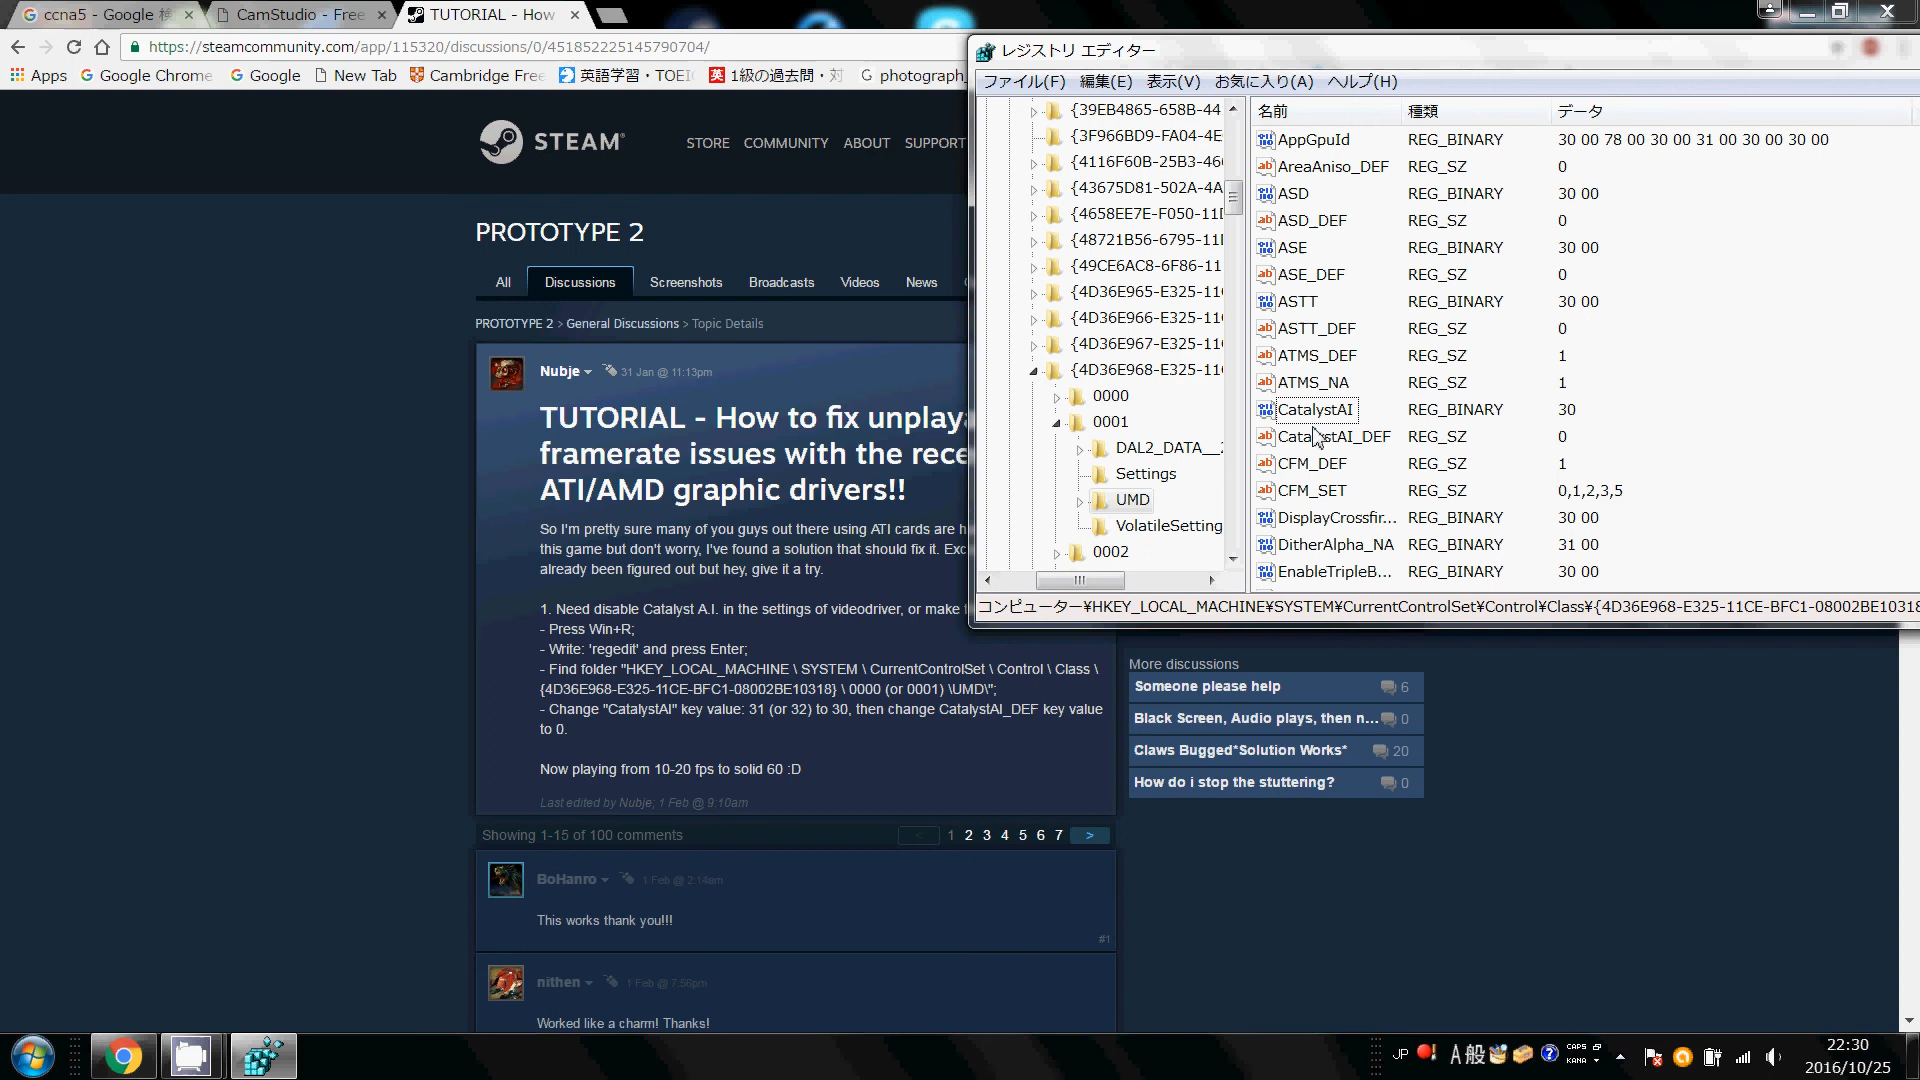 ccna5 - Google 検
CamStudio - Free
TUTORIAL - How
https://steamcommunity.com/app/115320/discussions/0/451852225145790704/
Apps
Google Chrome
Google
New Tab
Cambridge Free
英語学習・TOEI
英 1級の過去問・対
photograph
STEAM
STORE COMMUNITY ABOUT SUPPORT
PROTOTYPE 2
All Discussions Screenshots Broadcasts Videos News
PROTOTYPE 2 > General Discussions > Topic Details
Nubje 31 Jan @ 11:13pm
TUTORIAL - How to fix unplaya
framerate issues with the rece
ATI/AMD graphic drivers!!
So I'm pretty sure many of you guys out there using ATI cards are h
this game but don't worry, I've found a solution that should fix it. Exc
already been figured out but hey, give it a try.
1. Need disable Catalyst A.I. in the settings of videodriver, or make
- Press Win+R;
- Write: 'regedit' and press Enter;
- Find folder "HKEY_LOCAL_MACHINE \ SYSTEM \ CurrentControlSet \ Control \ Class \
{4D36E968-E325-11CE-BFC1-08002BE10318} \ 0000 (or 0001) \UMD\";
- Change "CatalystAI" key value: 31 (or 32) to 30, then change CatalystAI_DEF key value
to 0.
Now playing from 10-20 fps to solid 60 :D
Last edited by Nubje; 1 Feb @ 9:10am
Showing 1-15 of 100 comments
< 1 2 3 4 5 6 7 >
BoHanro 1 Feb @ 2:14am
This works thank you!!!
#1
nithen 1 Feb @ 7:56pm
Worked like a charm! Thanks!
More discussions
Someone please help 6
Black Screen, Audio plays, then n... 0
Claws Bugged*Solution Works* 20
How do i stop the stuttering? 0
レジストリ エディター
ファイル(F) 編集(E) 表示(V) お気に入り(A) ヘルプ(H)
{39EB4865-658B-44
{3F966BD9-FA04-4E
{4116F60B-25B3-46
{43675D81-502A-4A
{4658EE7E-F050-11
{48721B56-6795-11
{49CE6AC8-6F86-11
{4D36E965-E325-11
{4D36E966-E325-11
{4D36E967-E325-11
{4D36E968-E325-11
0000
0001
DAL2_DATA__
Settings
UMD
VolatileSetting
0002
名前 種類 データ
AppGpuId REG_BINARY 30 00 78 00 30 00 31 00 30 00 30 00
AreaAniso_DEF REG_SZ 0
ASD REG_BINARY 30 00
ASD_DEF REG_SZ 0
ASE REG_BINARY 30 00
ASE_DEF REG_SZ 0
ASTT REG_BINARY 30 00
ASTT_DEF REG_SZ 0
ATMS_DEF REG_SZ 1
ATMS_NA REG_SZ 1
CatalystAI REG_BINARY 30
CatalystAI_DEF REG_SZ 0
CFM_DEF REG_SZ 1
CFM_SET REG_SZ 0,1,2,3,5
DisplayCrossfir... REG_BINARY 30 00
DitherAlpha_NA REG_BINARY 31 00
EnableTripleB... REG_BINARY 30 00
コンピューター¥HKEY_LOCAL_MACHINE¥SYSTEM¥CurrentControlSet¥Control¥Class¥{4D36E968-E325-11CE-BFC1-08002BE10318
JP
A般
CAPS
KANA
22:30
2016/10/25